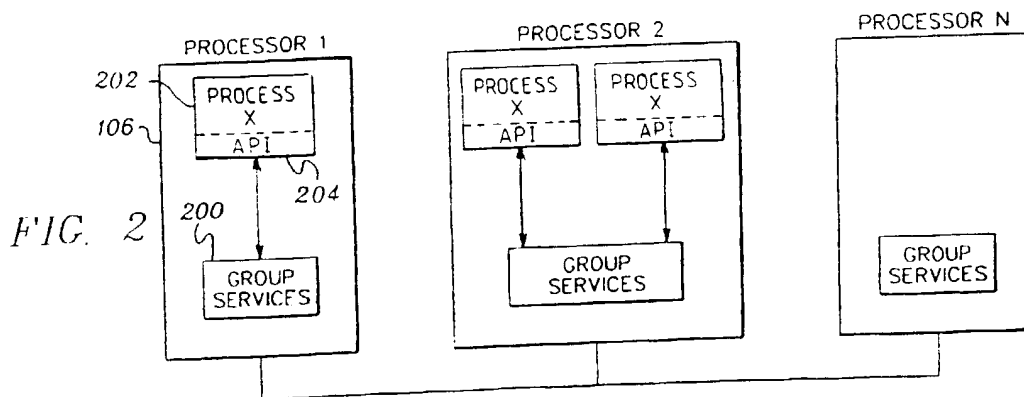 PROCESSOR 1
202
PROCESS
X
API
106
204
200
GROUP
SERVICES
FIG. 2
PROCESSOR 2
PROCESS
X
API
PROCESS
X
API
GROUP
SERVICES
PROCESSOR N
GROUP
SERVICES